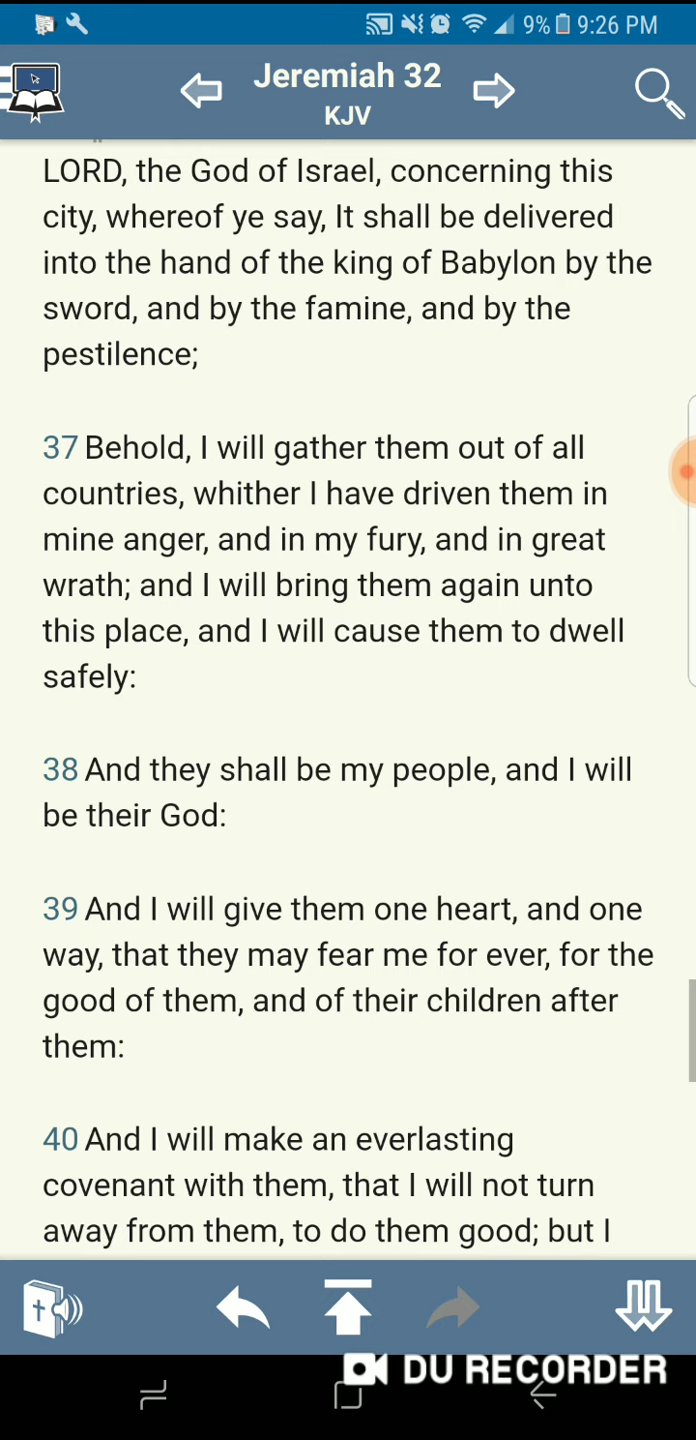 9% 9:26 PM
Jeremiah 32
KJV
LORD, the God of Israel, concerning this
city, whereof ye say, It shall be delivered
into the hand of the king of Babylon by the
sword, and by the famine, and by the
pestilence;
37 Behold, I will gather them out of all
countries, whither I have driven them in
mine anger, and in my fury, and in great
wrath; and I will bring them again unto
this place, and I will cause them to dwell
safely:
38 And they shall be my people, and I will
be their God:
39 And I will give them one heart, and one
way, that they may fear me for ever, for the
good of them, and of their children after
them:
40 And I will make an everlasting
covenant with them, that I will not turn
away from them, to do them good; but I
DU RECORDER